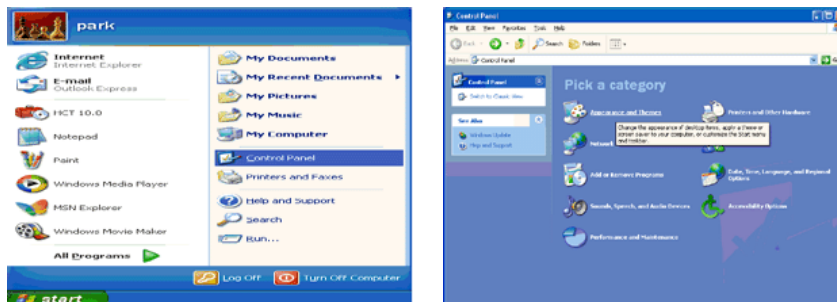 park
Internet
Internet Explorer
E-mail
Outlook Express
HCT 10.0
Notepad
Paint
Windows Media Player
MSN Explorer
Windows Movie Maker
All Programs
My Documents
My Recent Documents
My Pictures
My Music
My Computer
Control Panel
Printers and Faxes
Help and Support
Search
Run...
Log Off
Turn Off Computer
start
Control Panel
File Edit View Favorites Tools Help
Back Search Folders
Address Control Panel
Control Panel
Switch to Classic View
See Also
Windows Update
Help and Support
Pick a category
Appearance and Themes
Printers and Other Hardware
Change the appearance of desktop items, apply a theme or
screen saver to your computer, or customize the Start menu
and taskbar.
Network
Add or Remove Programs
Date, Time, Language, and Regional
Options
Sounds, Speech, and Audio Devices
Accessibility Options
Performance and Maintenance